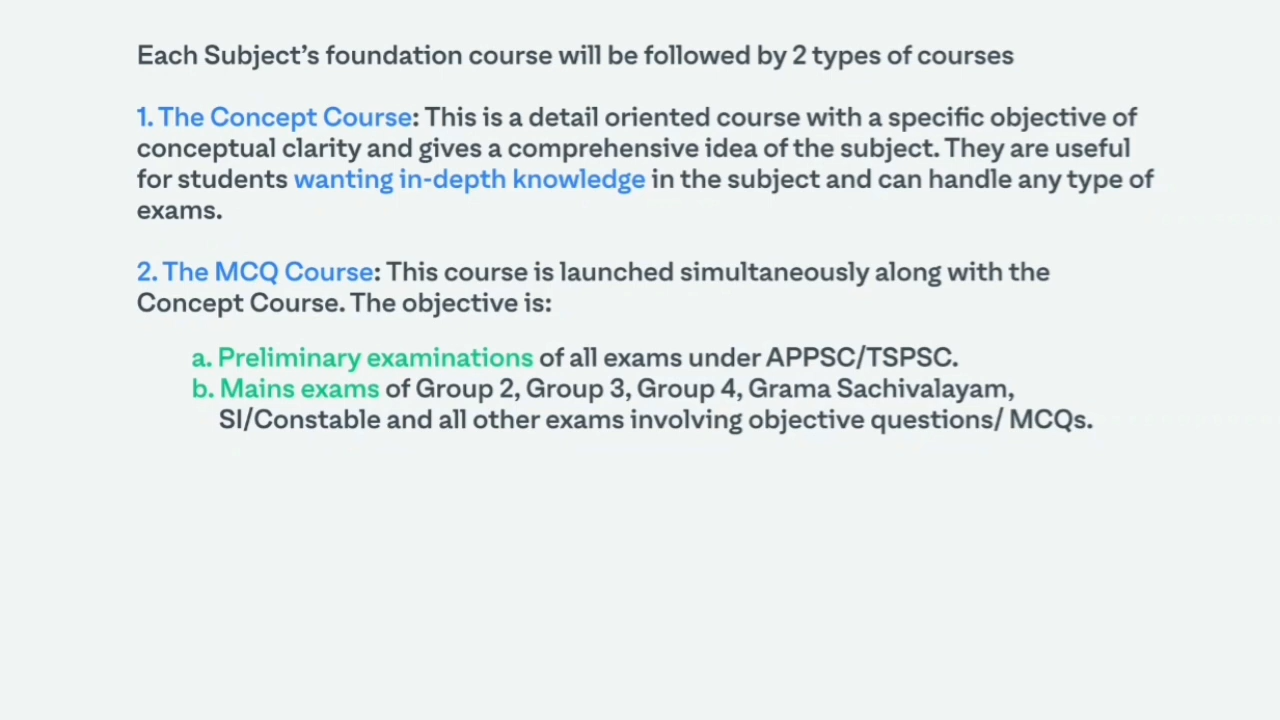 Each Subject's foundation course will be followed by 2 types of courses
1. The Concept Course: This is a detail oriented course with a specific objective of
conceptual clarity and gives a comprehensive idea of the subject. They are useful
for students wanting in-depth knowledge in the subject and can handle any type of
exams.
2. The MCQ Course: This course is launched simultaneously along with the
Concept Course. The objective is:
a. Preliminary examinations of all exams under APPSC/TSPSC.
b. Mains exams of Group 2, Group 3, Group 4, Grama Sachivalayam,
SI/Constable and all other exams involving objective questions/ MCQs.